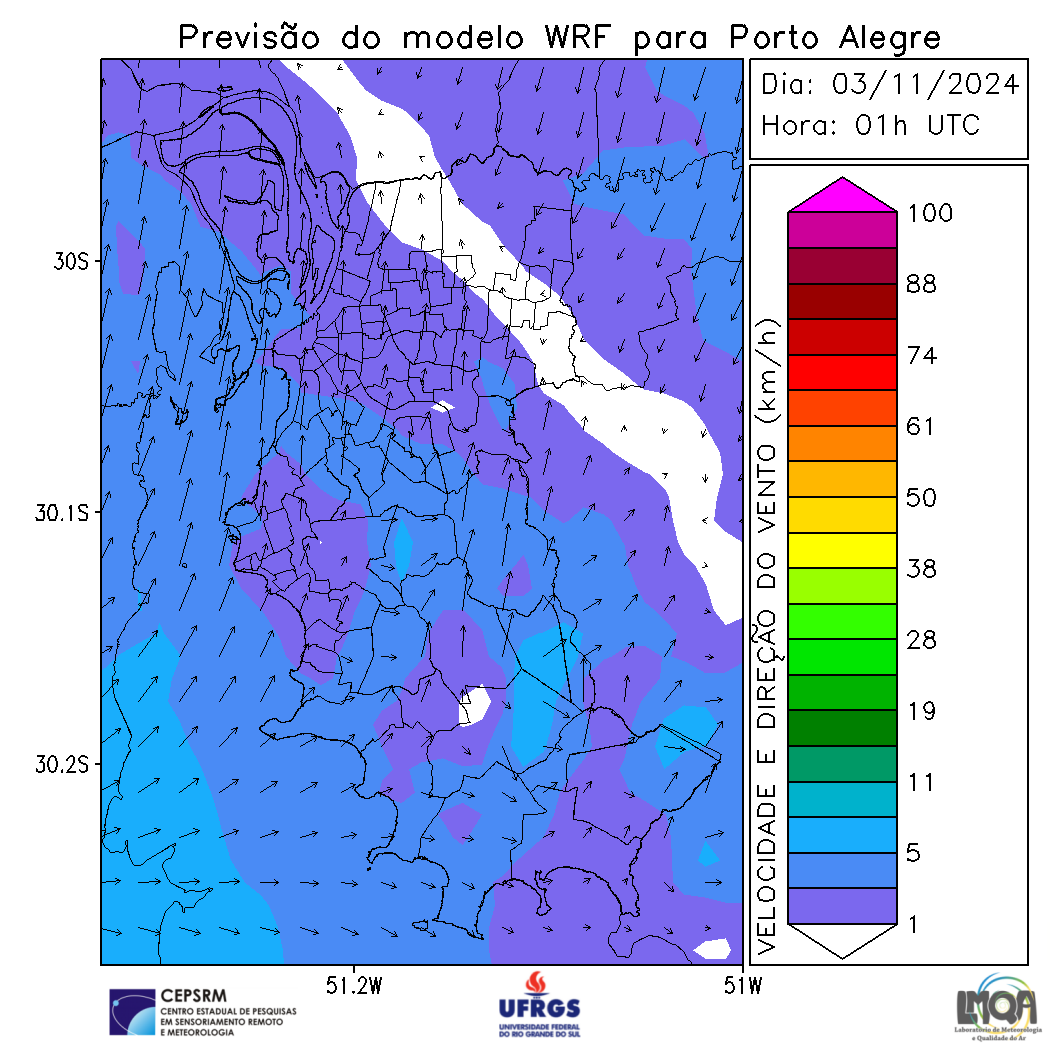 Previsão do modelo WRF para Porto Alegre
Dia: 03/11/2024
Hora: 01h UTC
30S
30.1S
30.2S
51.2W
51W
VELOCIDADE E DIREÇÃO DO VENTO (km/h)
100
88
74
61
50
38
28
19
11
5
1
CEPSRM
CENTRO ESTADUAL DE PESQUISAS
EM SENSORIAMENTO REMOTO
E METEOROLOGIA
UFRGS
UNIVERSIDADE FEDERAL
DO RIO GRANDE DO SUL
LMQA
Laboratório de Meteorologia
e Qualidade do Ar